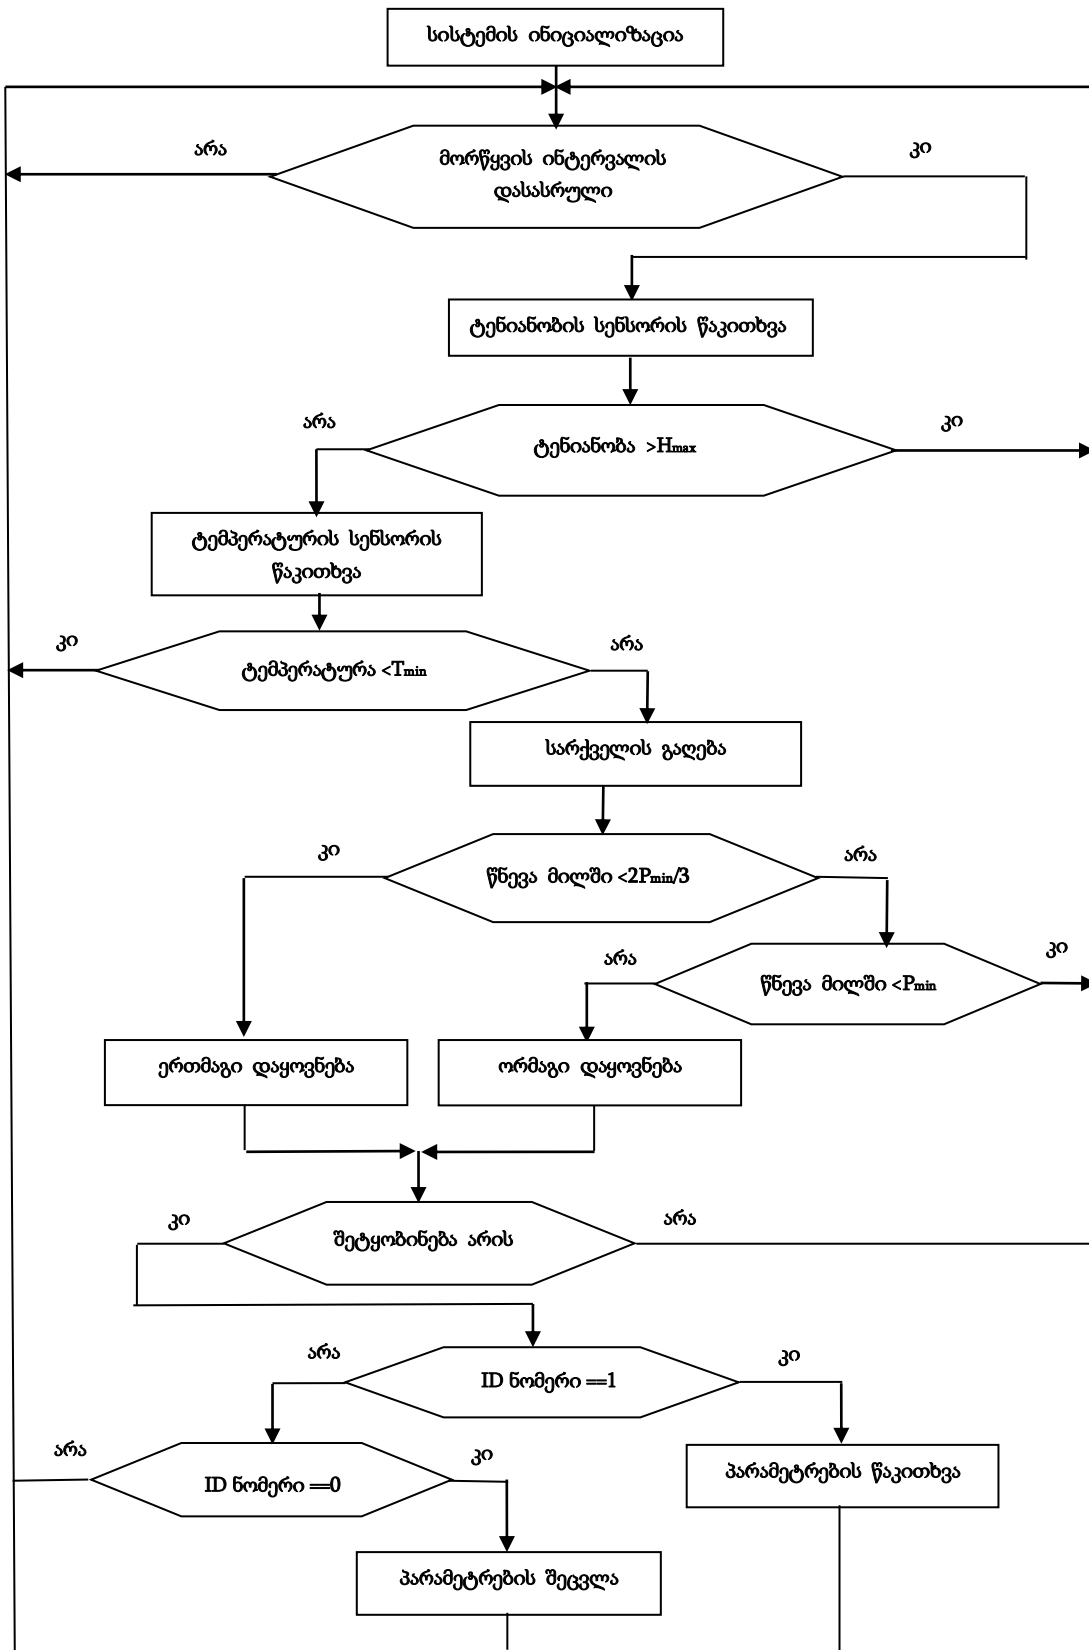 სისტემის ინიციალიზაცია
არა
კი
მორწყვის ინტერვალის
დასასრული
ტენიანობის სენსორის წაკითხვა
არა
კი
ტენიანობა >Hmax
ტემპერატურის სენსორის
წაკითხვა
კი
არა
ტემპერატურა <Tmin
სარქველის გაღება
კი
არა
წნევა მილში <2Pmin/3
არა
კი
წნევა მილში <Pmin
ერთმაგი დაყოვნება
ორმაგი დაყოვნება
კი
არა
შეტყობინება არის
არა
კი
ID ნომერი ==1
არა
კი
ID ნომერი ==0
პარამეტრების წაკითხვა
პარამეტრების შეცვლა